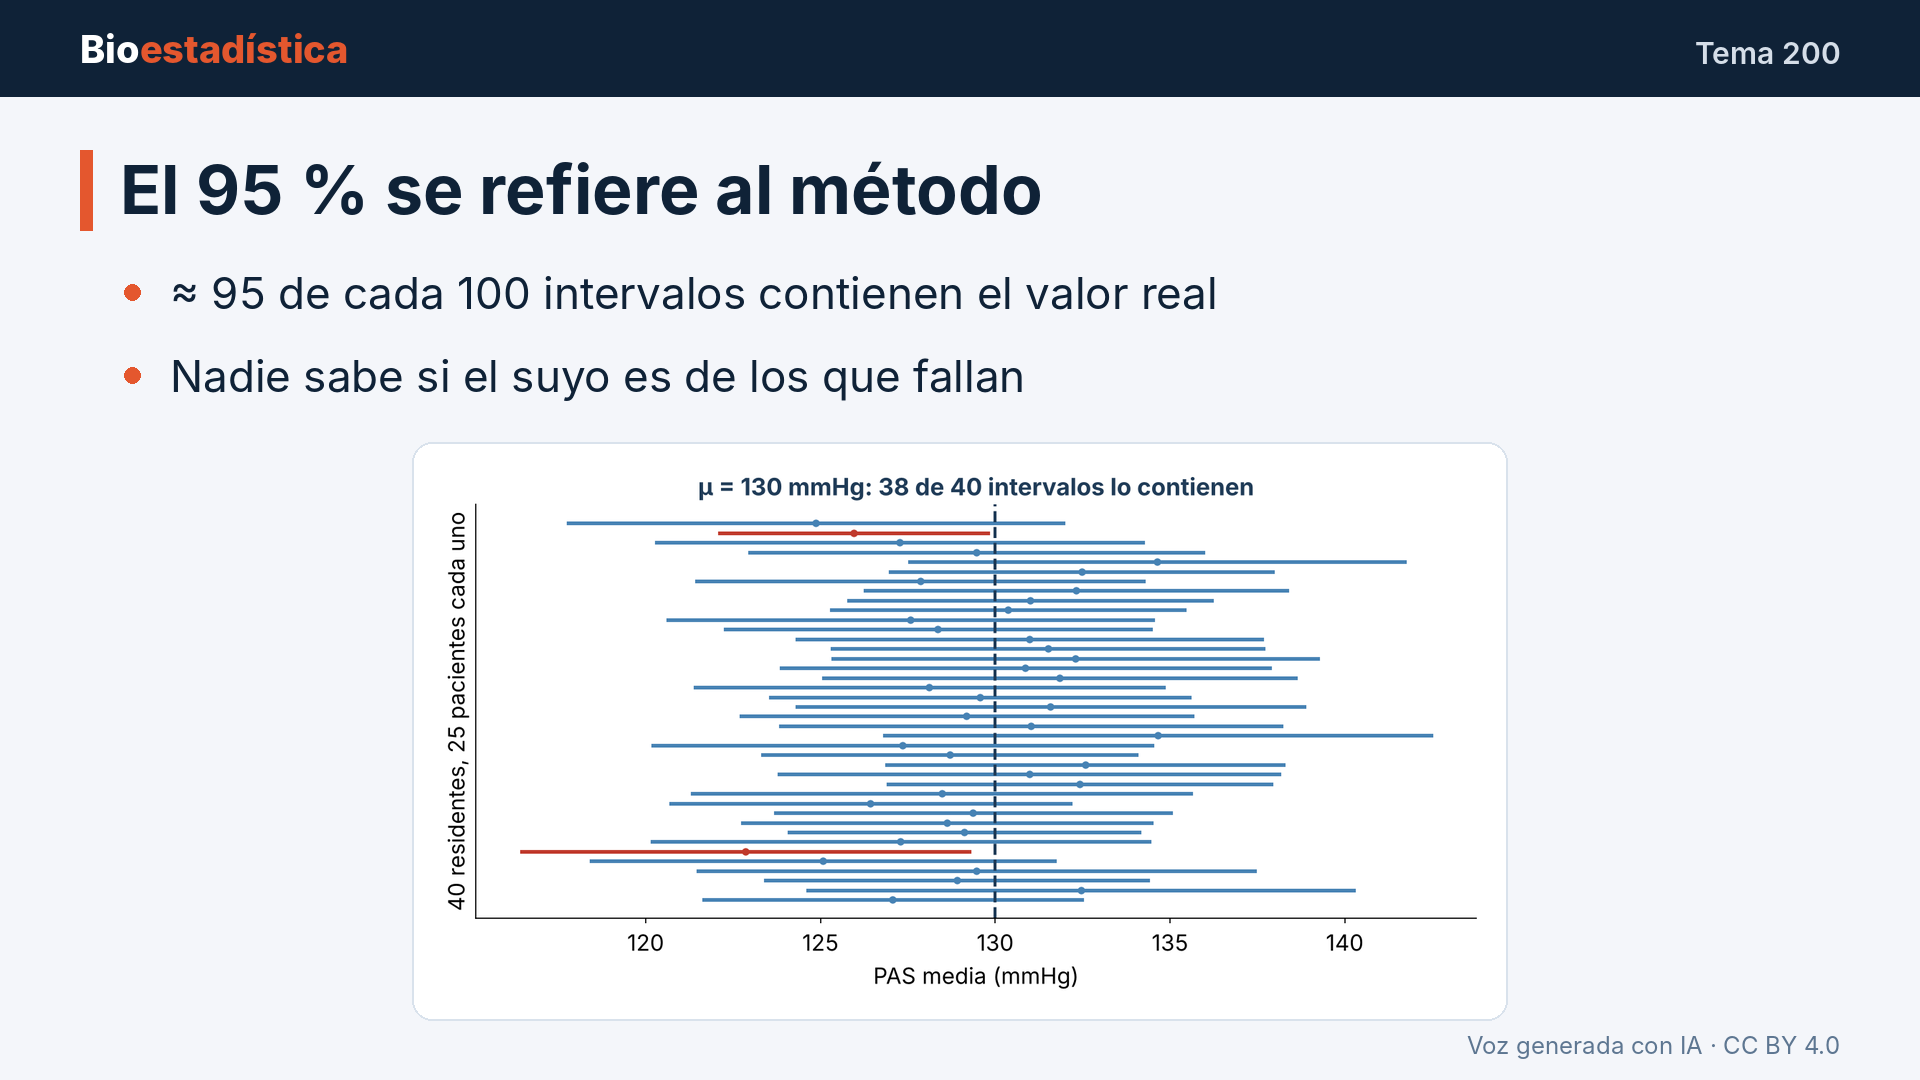 Bioestadística
Tema 200
El 95 % se refiere al método
≈ 95 de cada 100 intervalos contienen el valor real
Nadie sabe si el suyo es de los que fallan
μ = 130 mmHg: 38 de 40 intervalos lo contienen
40 residentes, 25 pacientes cada uno
120 125 130 135 140
PAS media (mmHg)
Voz generada con IA · CC BY 4.0